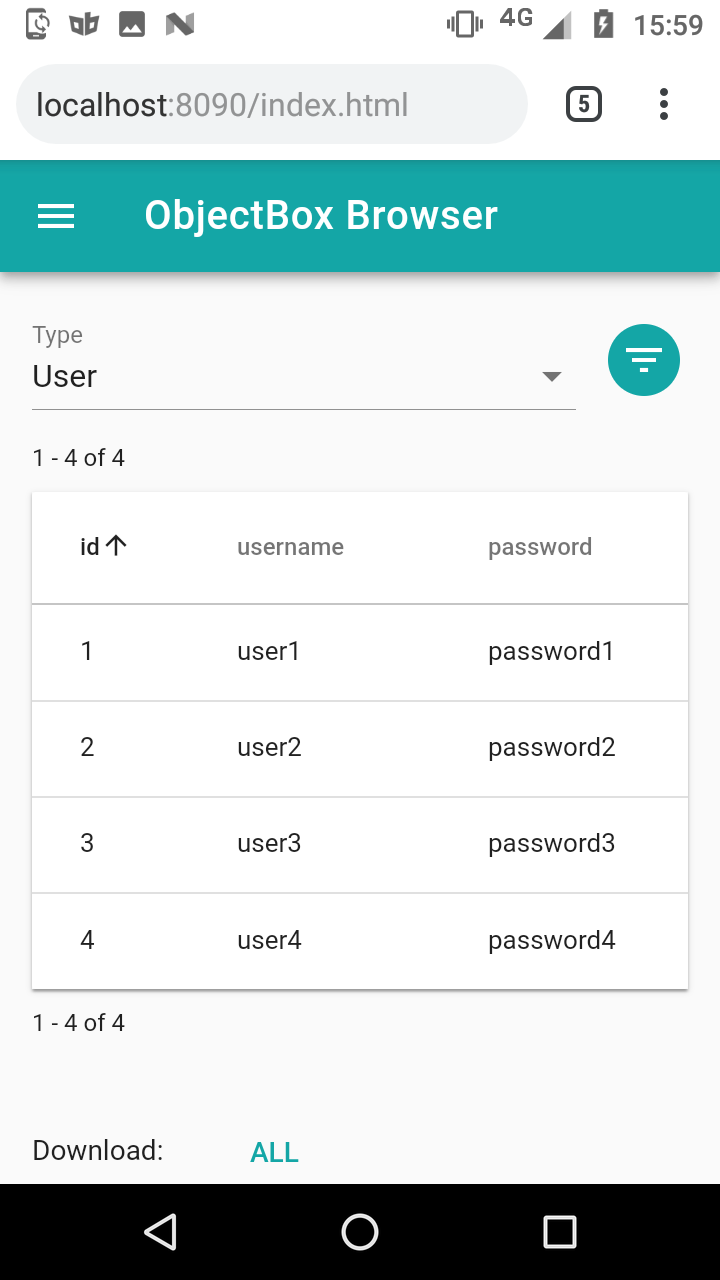 4G 15:59
localhost:8090/index.html 5
ObjectBox Browser
Type
User
1 - 4 of 4
id username password
1 user1 password1
2 user2 password2
3 user3 password3
4 user4 password4
1 - 4 of 4
Download: ALL